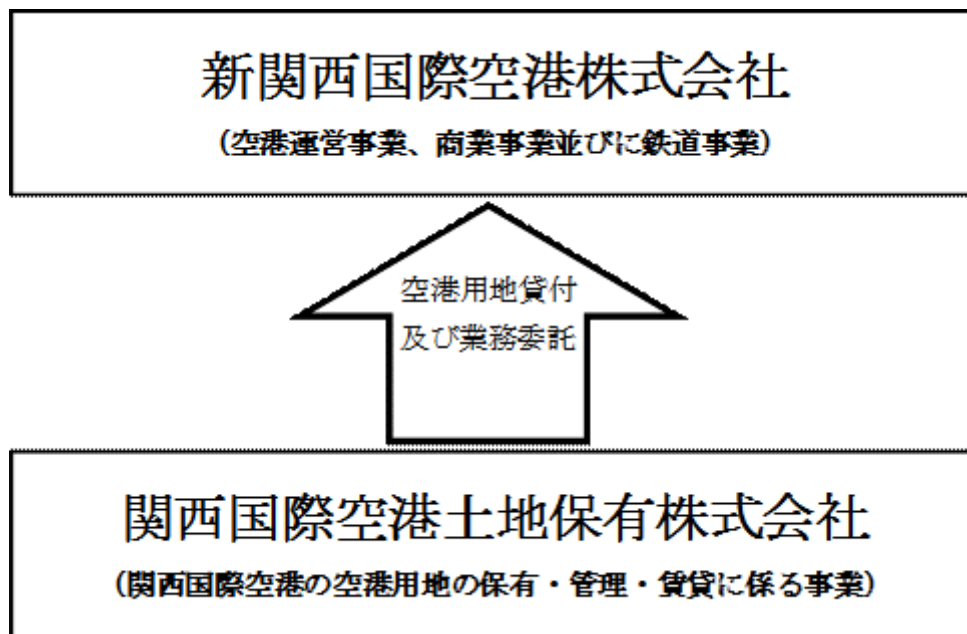 新関西国際空港株式会社
（空港運営事業、商業事業並びに鉄道事業）
空港用地貸付
及び業務委託
関西国際空港土地保有株式会社
（関西国際空港の空港用地の保有・管理・賃貸に係る事業）